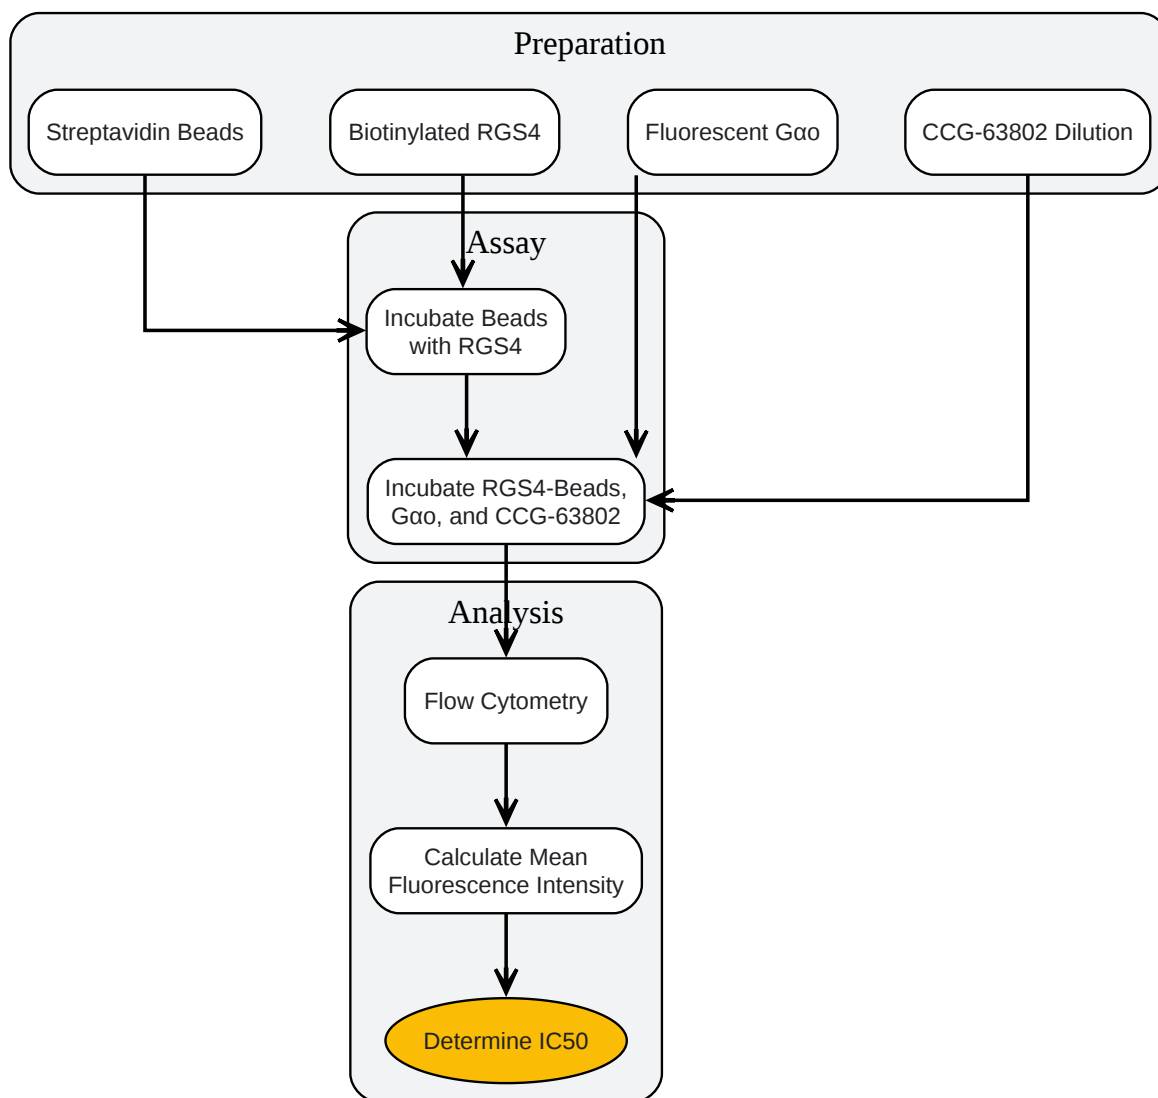 Preparation
Streptavidin Beads
Biotinylated RGS4
Fluorescent Gαo
CCG-63802 Dilution
Assay
Incubate Beads
with RGS4
Incubate RGS4-Beads,
Gαo, and CCG-63802
Analysis
Flow Cytometry
Calculate Mean
Fluorescence Intensity
Determine IC50